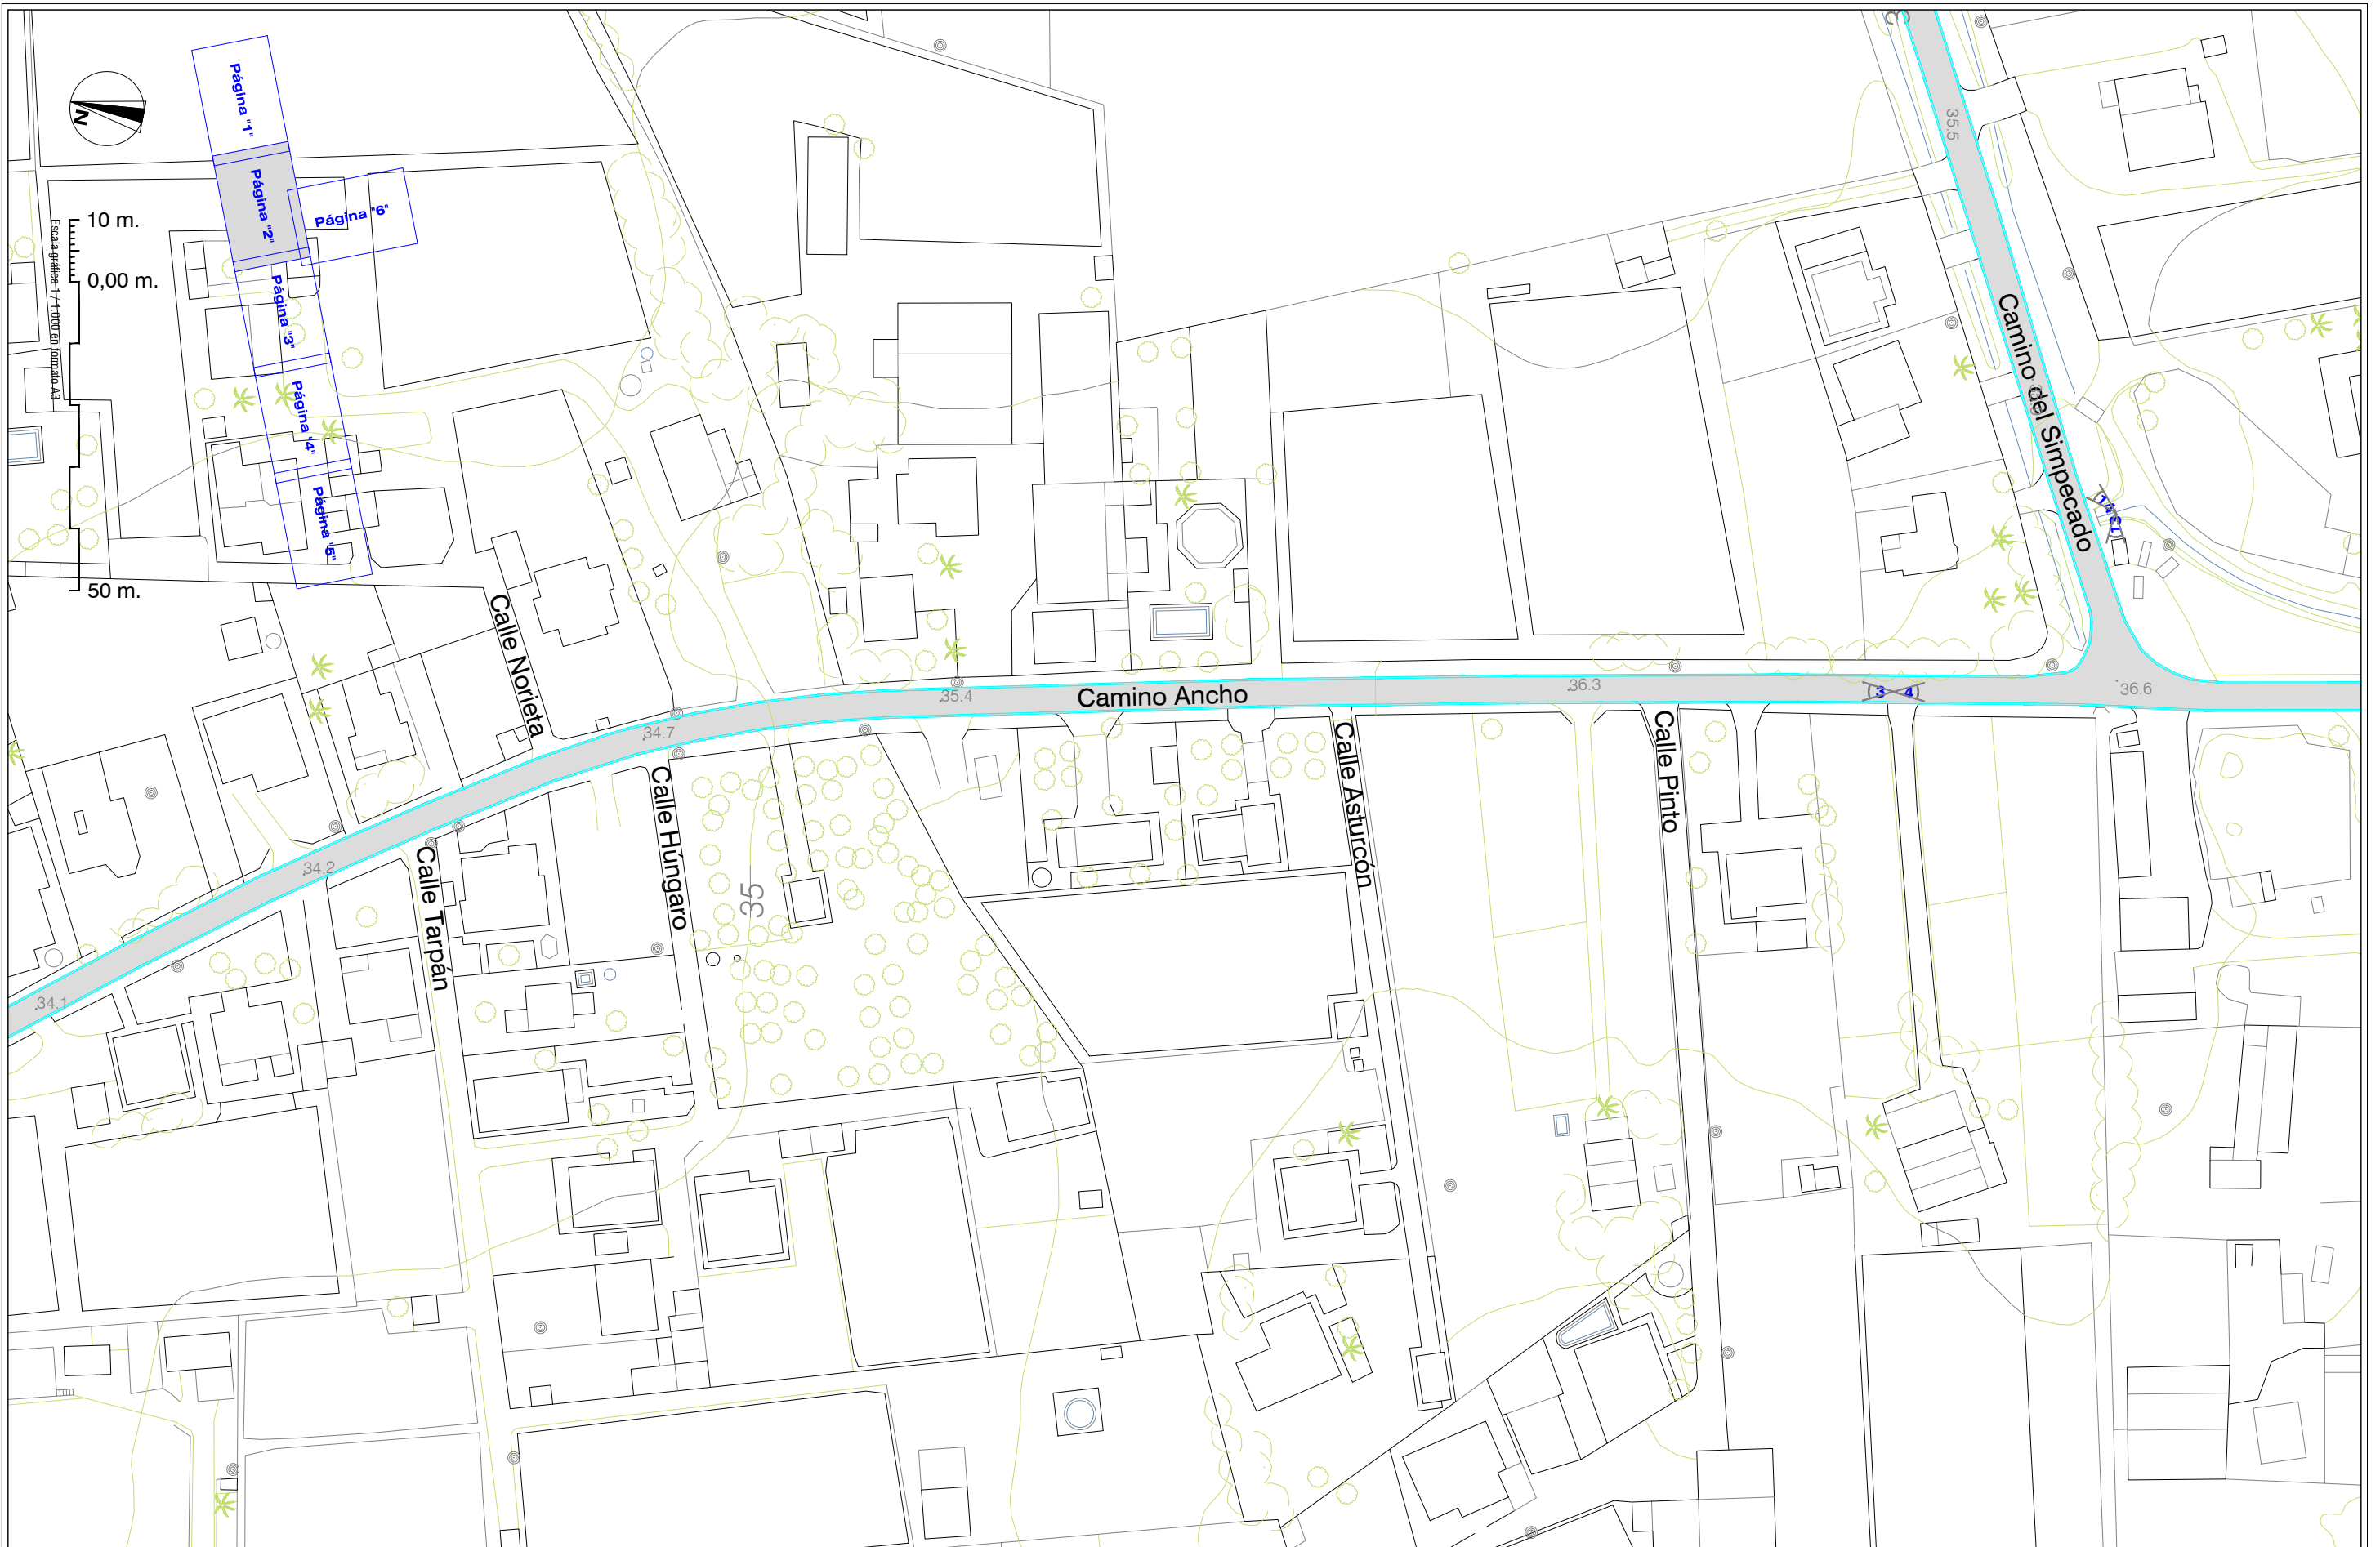 Página "1"
N
Página "2"
Página "6"
10 m.
0,00 m.
Escala gráfica 1 / 1.000 en formato A3
Página "3"
Página "4"
Página "5"
50 m.
35.5
Camino del Simpecado
Calle Norieta
34.7
35.4
Camino Ancho
36.3
3
4
36.6
Calle Húngaro
Calle Asturcón
Calle Pinto
34.2
Calle Tarpán
35
34.1